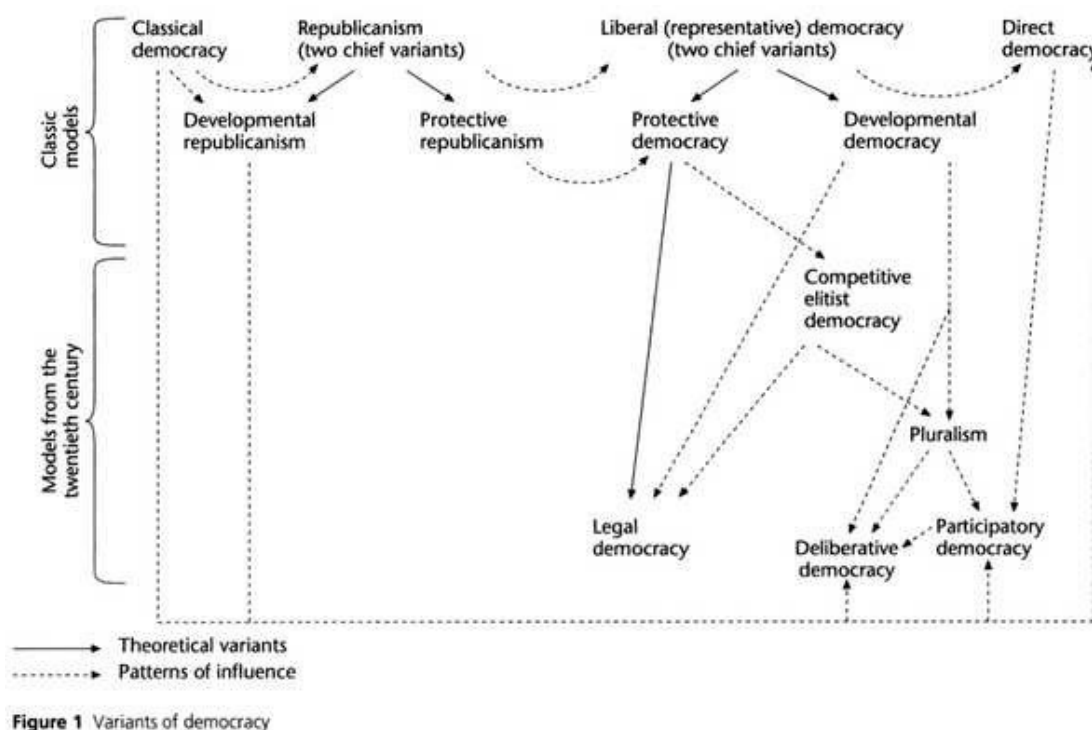 Classical
democracy
Republicanism
(two chief variants)
Liberal (representative) democracy
(two chief variants)
Direct
democracy
Developmental
republicanism
Protective
republicanism
Protective
democracy
Developmental
democracy
Classic
models
Competitive
elitist
democracy
Models from the
twentieth century
Pluralism
Legal
democracy
Deliberative
democracy
Participatory
democracy
Theoretical variants
Patterns of influence
Figure 1 Variants of democracy